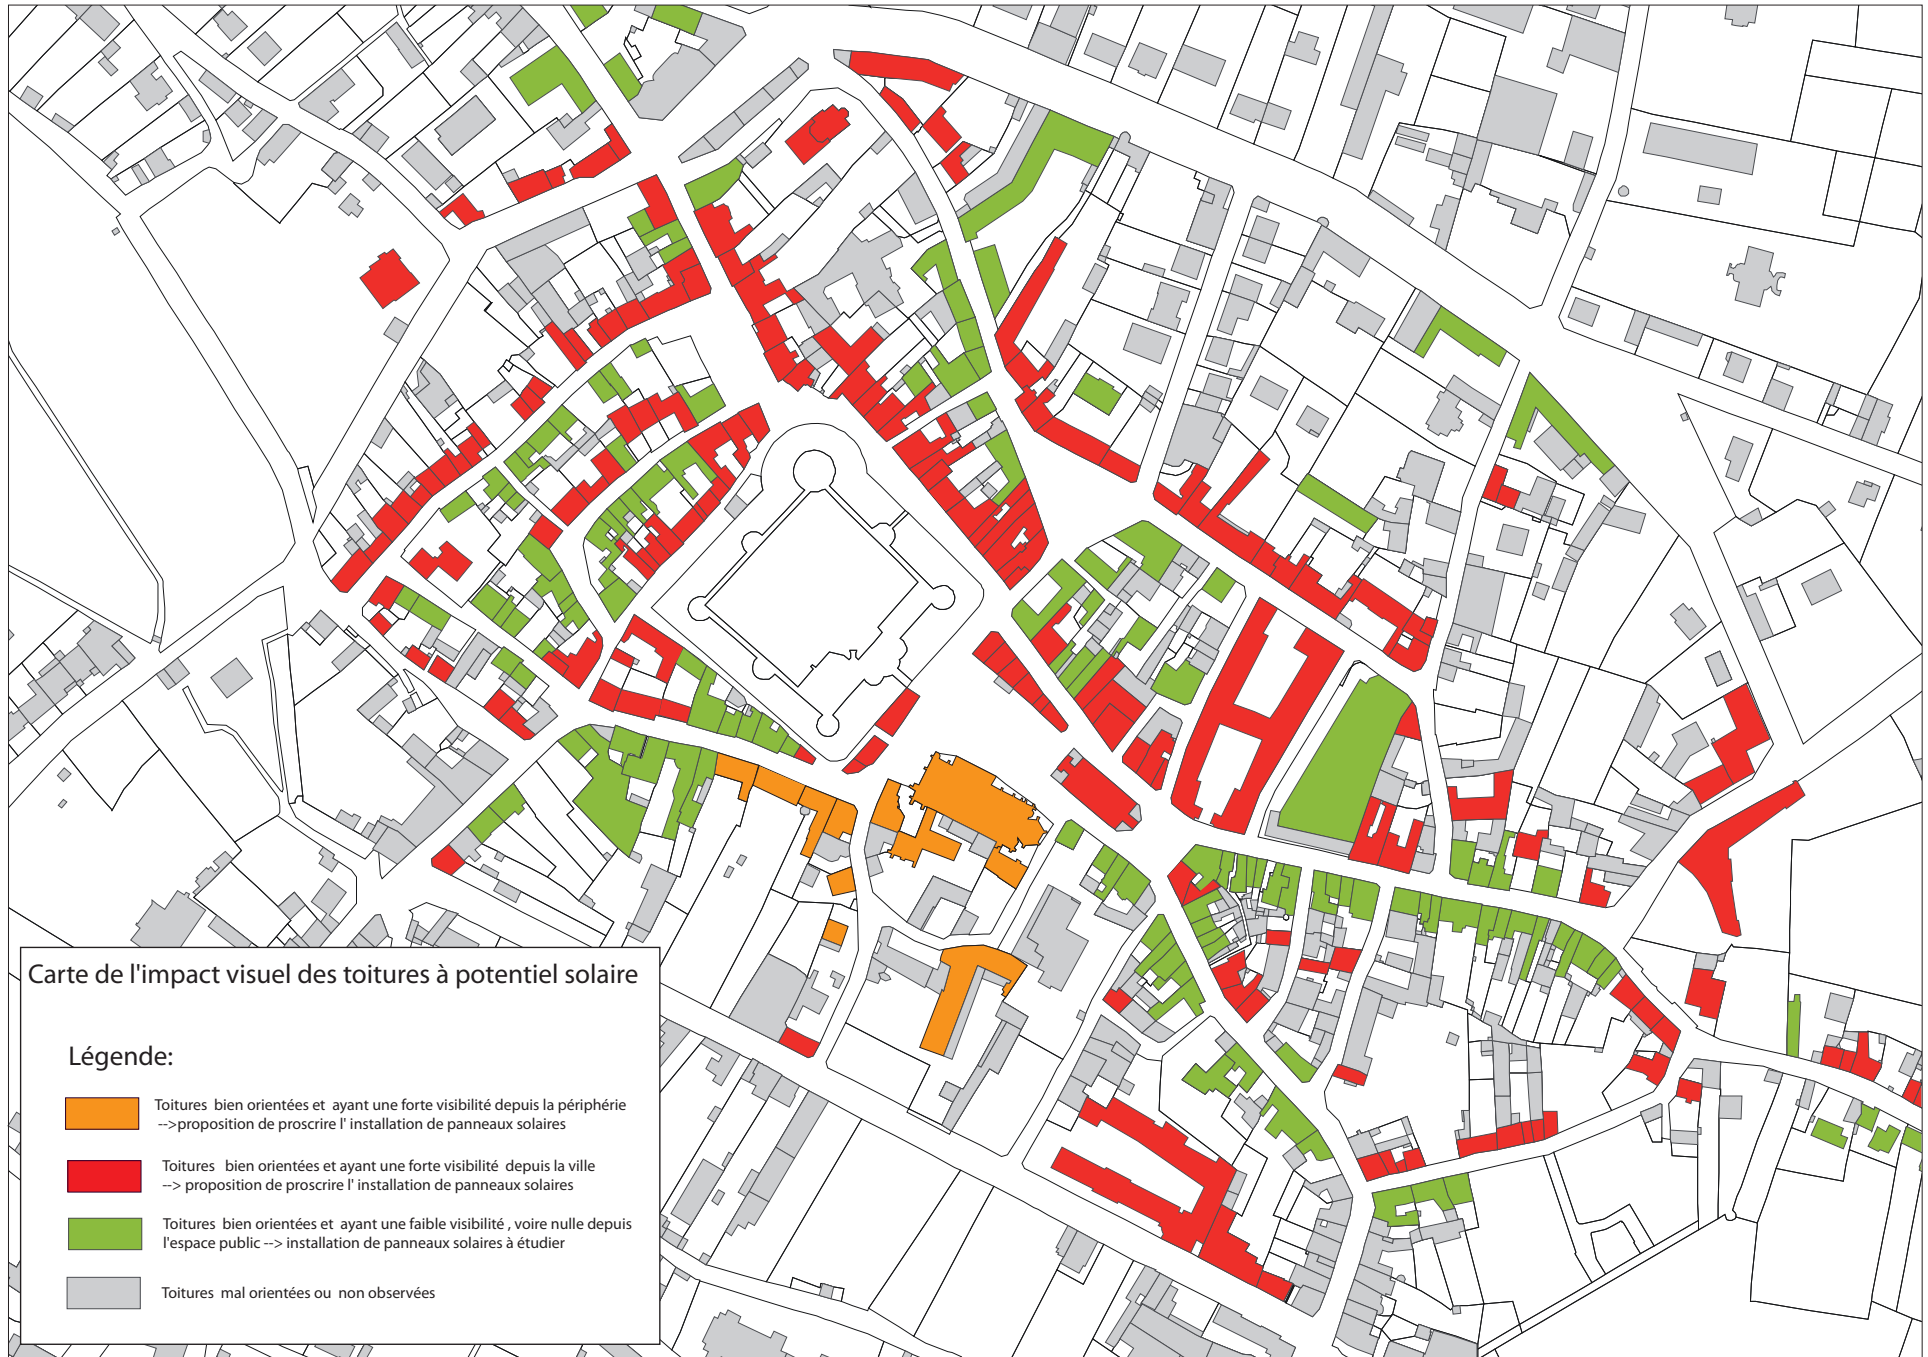 Carte de l'impact visuel des toitures à potentiel solaire
Légende:
Toitures bien orientées et ayant une forte visibilité depuis la périphérie
-->proposition de proscrire l' installation de panneaux solaires
Toitures bien orientées et ayant une forte visibilité depuis la ville
--> proposition de proscrire l' installation de panneaux solaires
Toitures bien orientées et ayant une faible visibilité , voire nulle depuis
l'espace public --> installation de panneaux solaires à étudier
Toitures mal orientées ou non observées